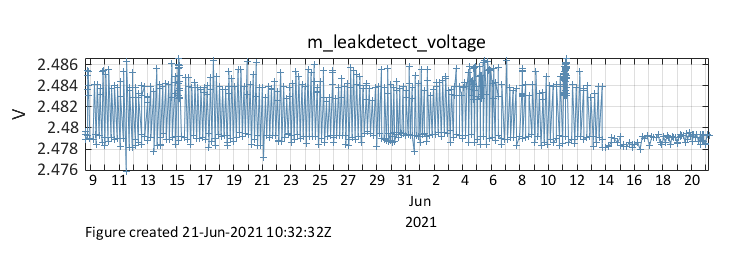 m_leakdetect_voltage
2.486
2.484
2.482
2.48
2.478
2.476
V
9 11 13 15 17 19 21 23 25 27 29 31 2 4 6 8 10 12 14 16 18 20
Jun
2021
Figure created 21-Jun-2021 10:32:32Z